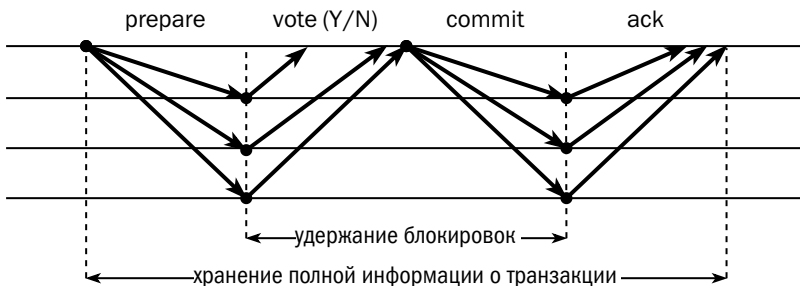 prepare vote (Y/N) commit ack
удержание блокировок
хранение полной информации о транзакции